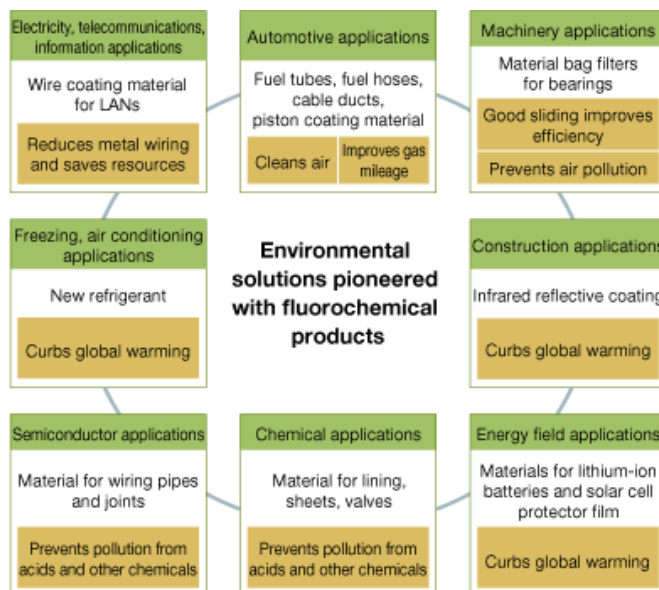 Electricity, telecommunications,
information applications
Wire coating material
for LANs
Reduces metal wiring
and saves resources
Automotive applications
Fuel tubes, fuel hoses,
cable ducts,
piston coating material
Cleans air
Improves gas
mileage
Machinery applications
Material bag filters
for bearings
Good sliding improves
efficiency
Prevents air pollution
Freezing, air conditioning
applications
New refrigerant
Curbs global warming
Environmental
solutions pioneered
with fluorochemical
products
Construction applications
Infrared reflective coating
Curbs global warming
Semiconductor applications
Material for wiring pipes
and joints
Prevents pollution from
acids and other chemicals
Chemical applications
Material for lining,
sheets, valves
Prevents pollution from
acids and other chemicals
Energy field applications
Materials for lithium-ion
batteries and solar cell
protector film
Curbs global warming